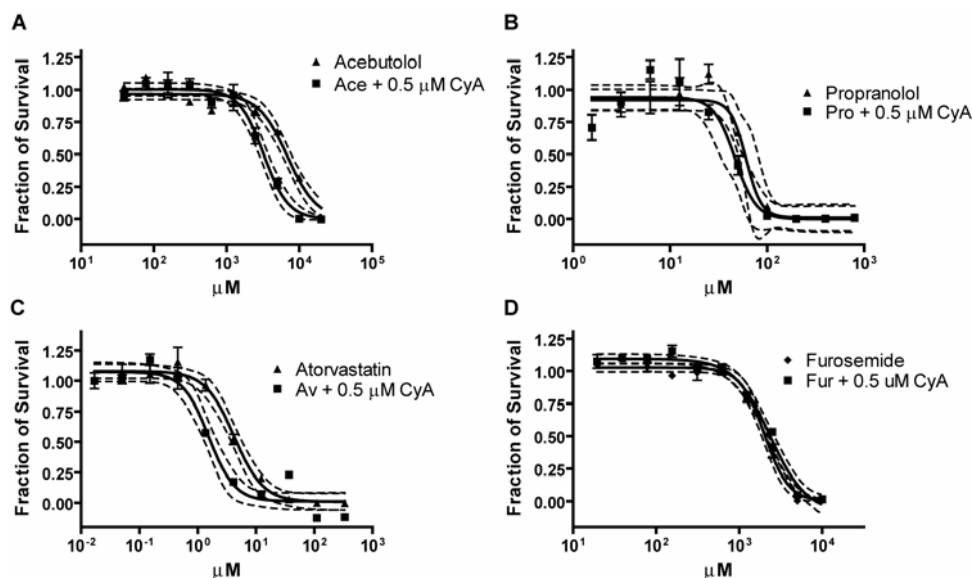 A
1.25
1.00
0.75
0.50
0.25
0.00
Fraction of Survival
Acebutolol
Ace + 0.5 μM CyA
10¹ 10² 10³ 10⁴ 10⁵
μM
B
1.25
1.00
0.75
0.50
0.25
0.00
Fraction of Survival
Propranolol
Pro + 0.5 μM CyA
10⁰ 10¹ 10² 10³
μM
C
1.25
1.00
0.75
0.50
0.25
0.00
Fraction of Survival
Atorvastatin
Av + 0.5 μM CyA
10⁻² 10⁻¹ 10⁰ 10¹ 10² 10³
μM
D
1.25
1.00
0.75
0.50
0.25
0.00
Fraction of Survival
Furosemide
Fur + 0.5 uM CyA
10¹ 10² 10³ 10⁴
μM